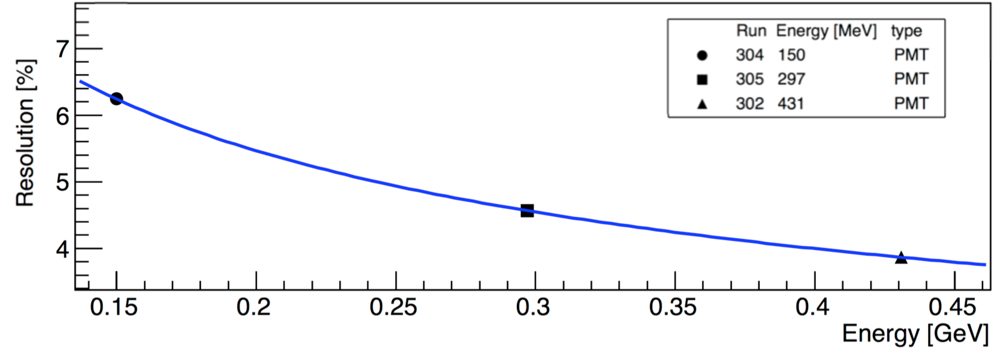 Resolution [%]
7
6
5
4
Run Energy [MeV] type
304 150 PMT
305 297 PMT
302 431 PMT
0.15 0.2 0.25 0.3 0.35 0.4 0.45
Energy [GeV]